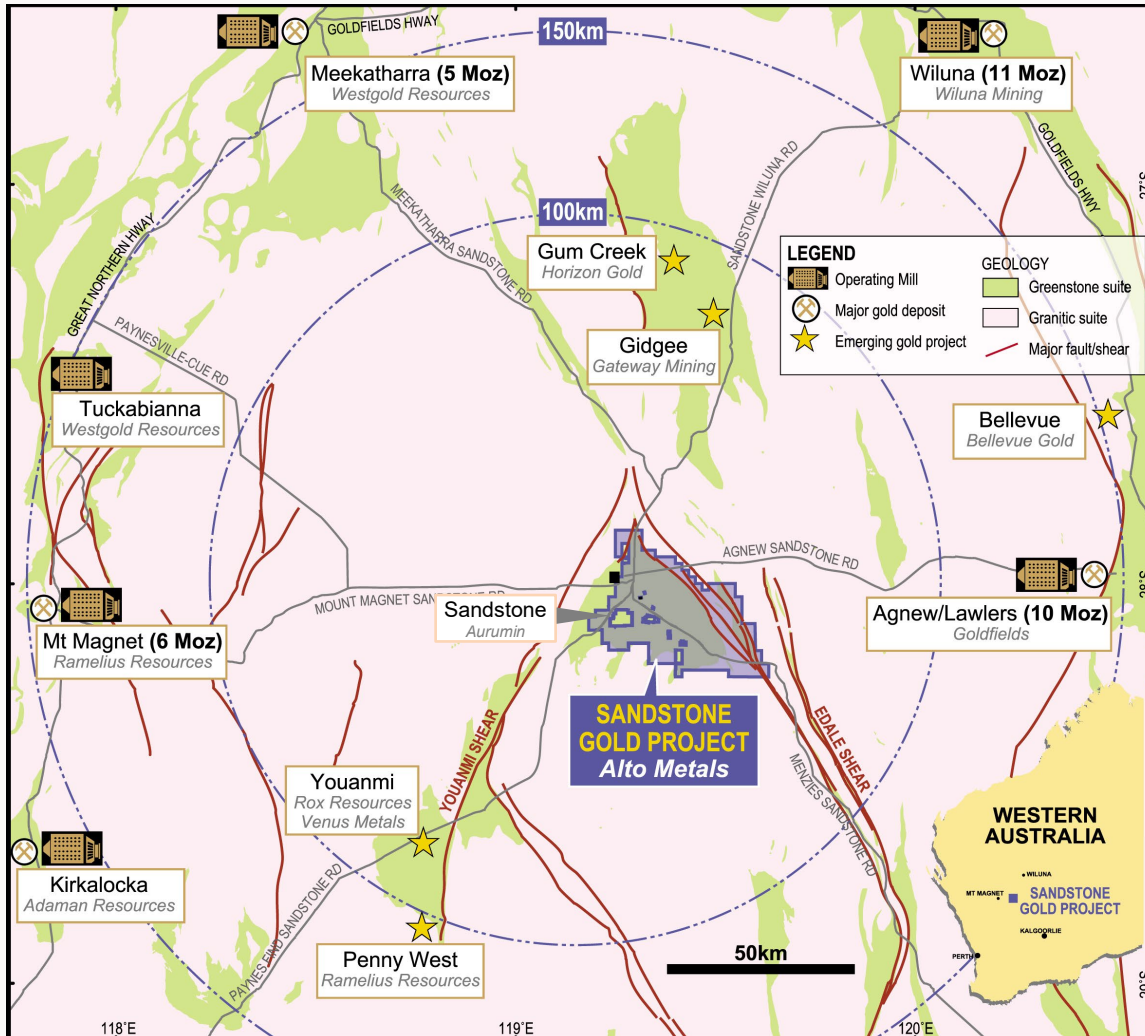 GOLDFIELDS HWY
150km
Meekatharra (5 Moz)
Westgold Resources
Wiluna (11 Moz)
Wiluna Mining
GOLDFIELDS HWY
27°S
MEEKATHARRA SANDSTONE RD
SANDSTONE WILUNA RD
100km
GREAT NORTHERN HWAY
Gum Creek
Horizon Gold
Gidgee
Gateway Mining
LEGEND
Operating Mill
Major gold deposit
Emerging gold project
GEOLOGY
Greenstone suite
Granitic suite
Major fault/shear
PAYNESVILLE-CUE RD
Tuckabianna
Westgold Resources
Bellevue
Bellevue Gold
AGNEW SANDSTONE RD
28°S
MOUNT MAGNET SANDSTONE RD
Sandstone
Aurumin
Mt Magnet (6 Moz)
Ramelius Resources
Agnew/Lawlers (10 Moz)
Goldfields
SANDSTONE
GOLD PROJECT
Alto Metals
YOUANMI SHEAR
EDALE SHEAR
MENZIES SANDSTONE RD
Youanmi
Rox Resources
Venus Metals
Kirkalocka
Adaman Resources
PAYNES FIND SANDSTONE RD
Penny West
Ramelius Resources
50km
WESTERN
AUSTRALIA
WILUNA
MT MAGNET
SANDSTONE
GOLD PROJECT
KALGOORLIE
PERTH
29°S
118°E
119°E
120°E